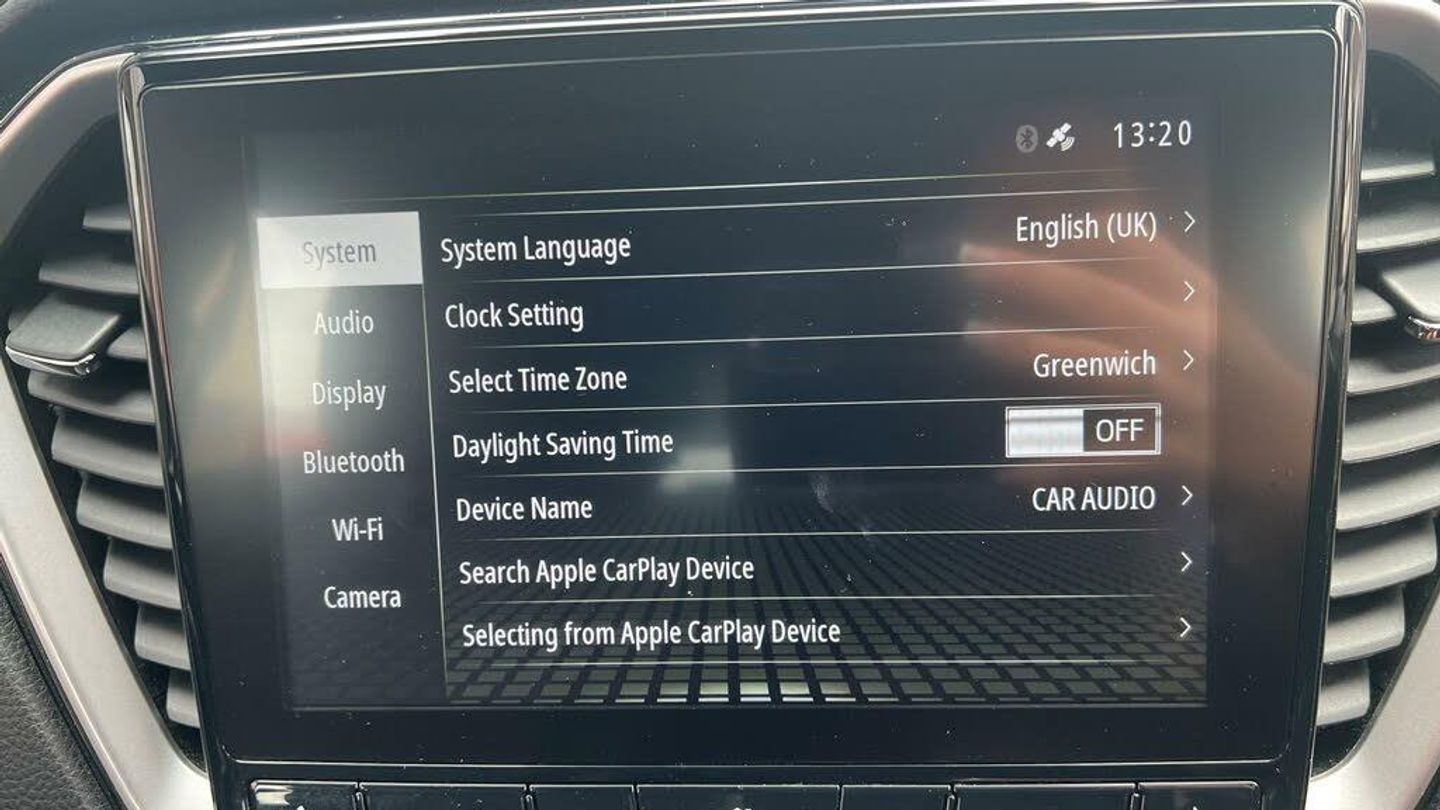 13:20
System
Audio
Display
Bluetooth
Wi-Fi
Camera
System Language English (UK)
Clock Setting
Select Time Zone Greenwich
Daylight Saving Time OFF
Device Name CAR AUDIO
Search Apple CarPlay Device
Selecting from Apple CarPlay Device